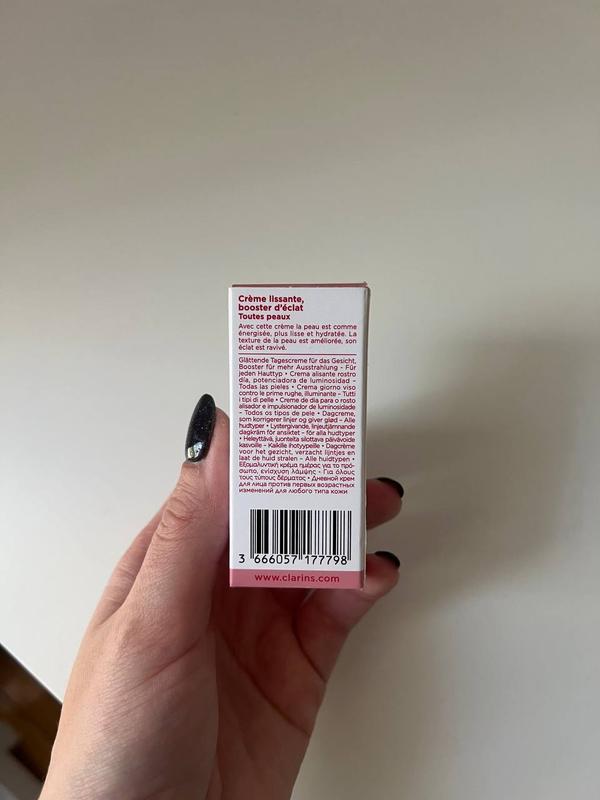 Crème lissante,
booster d'éclat
Toutes peaux
Avec cette crème la peau est comme
énergisée, plus lisse et hydratée. La
texture de la peau est améliorée, son
éclat est ravivé.
Glättende Tagescreme für das Gesicht,
Booster für mehr Ausstrahlung - Für
jeden Hauttyp • Crema alisante rostro
día, potenciadora de luminosidad –
Todas las pieles • Crema giorno viso
contro le prime rughe, illuminante - Tutti
i tipi di pelle • Creme de dia para o rosto
alisador e impulsionador de luminosidade
– Todos os tipos de pele • Dagcreme,
som korrigerer linjer og giver glød – Alle
hudtyper • Lystergivande, linjeutjämnande
dagkräm för ansiktet – för alla hudtyper
• Heleyttävä, juonteita silottava päivävoide
kasvoille – Kaikille ihotyypeille • Dagcrème
voor het gezicht, verzacht lijntjes en
laat de huid stralen – Alle huidtypen •
Εξομαλυντική κρέμα ημέρας για το πρό-
σωπο, ενίσχυση λάμψης - Για όλους
τους τύπους δέρματος • Дневной крем
для лица против первых возрастных
изменений для любого типа кожи
3 666057 177798
www.clarins.com